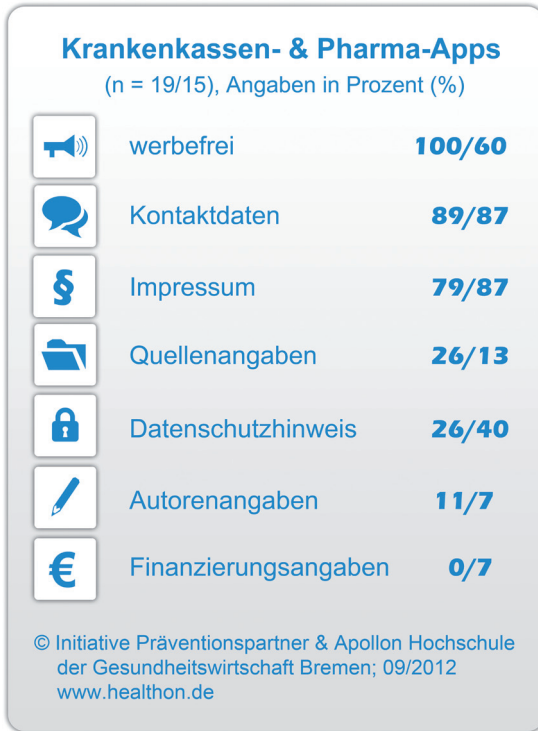 Krankenkassen- & Pharma-Apps
(n = 19/15), Angaben in Prozent (%)
werbefrei 100/60
Kontaktdaten 89/87
§ Impressum 79/87
Quellenangaben 26/13
Datenschutzhinweis 26/40
Autorenangaben 11/7
€ Finanzierungsangaben 0/7
© Initiative Präventionspartner & Apollon Hochschule
der Gesundheitswirtschaft Bremen; 09/2012
www.healthon.de